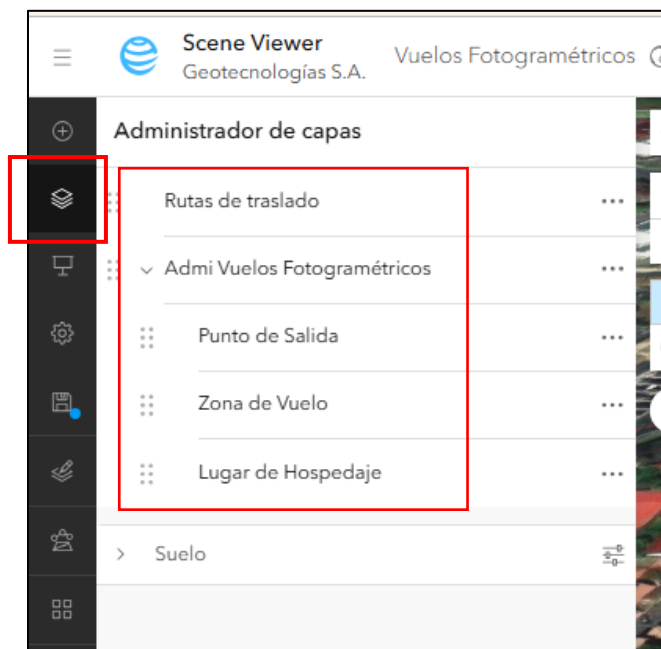 Scene Viewer
Geotecnologías S.A.
Vuelos Fotogramétricos
Administrador de capas
Rutas de traslado
Admi Vuelos Fotogramétricos
Punto de Salida
Zona de Vuelo
Lugar de Hospedaje
Suelo